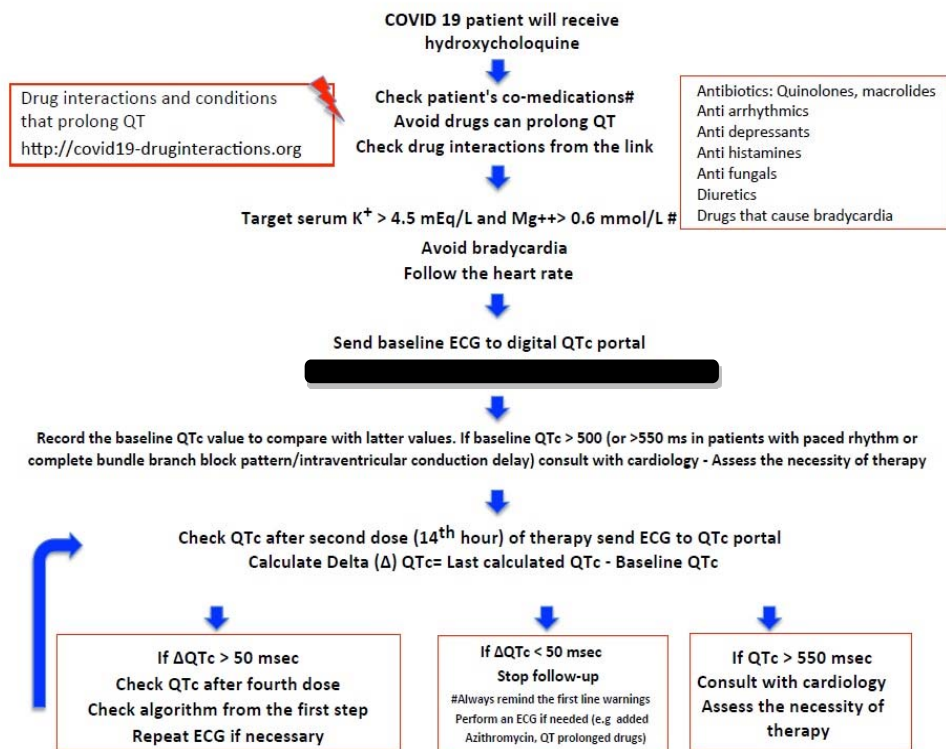 COVID 19 patient will receive
hydroxycholoquine
Drug interactions and conditions
that prolong QT
http://covid19-druginteractions.org
Check patient's co-medications#
Avoid drugs can prolong QT
Check drug interactions from the link
Antibiotics: Quinolones, macrolides
Anti arrhythmics
Anti depressants
Anti histamines
Anti fungals
Diuretics
Drugs that cause bradycardia
Target serum K+ > 4.5 mEq/L and Mg++> 0.6 mmol/L #
Avoid bradycardia
Follow the heart rate
Send baseline ECG to digital QTc portal
Record the baseline QTc value to compare with latter values. If baseline QTc > 500 (or >550 ms in patients with paced rhythm or
complete bundle branch block pattern/intraventricular conduction delay) consult with cardiology - Assess the necessity of therapy
Check QTc after second dose (14th hour) of therapy send ECG to QTc portal
Calculate Delta (Δ) QTc= Last calculated QTc - Baseline QTc
If ΔQTc > 50 msec
Check QTc after fourth dose
Check algorithm from the first step
Repeat ECG if necessary
If ΔQTc < 50 msec
Stop follow-up
#Always remind the first line warnings
Perform an ECG if needed (e.g added
Azithromycin, QT prolonged drugs)
If QTc > 550 msec
Consult with cardiology
Assess the necessity of
therapy